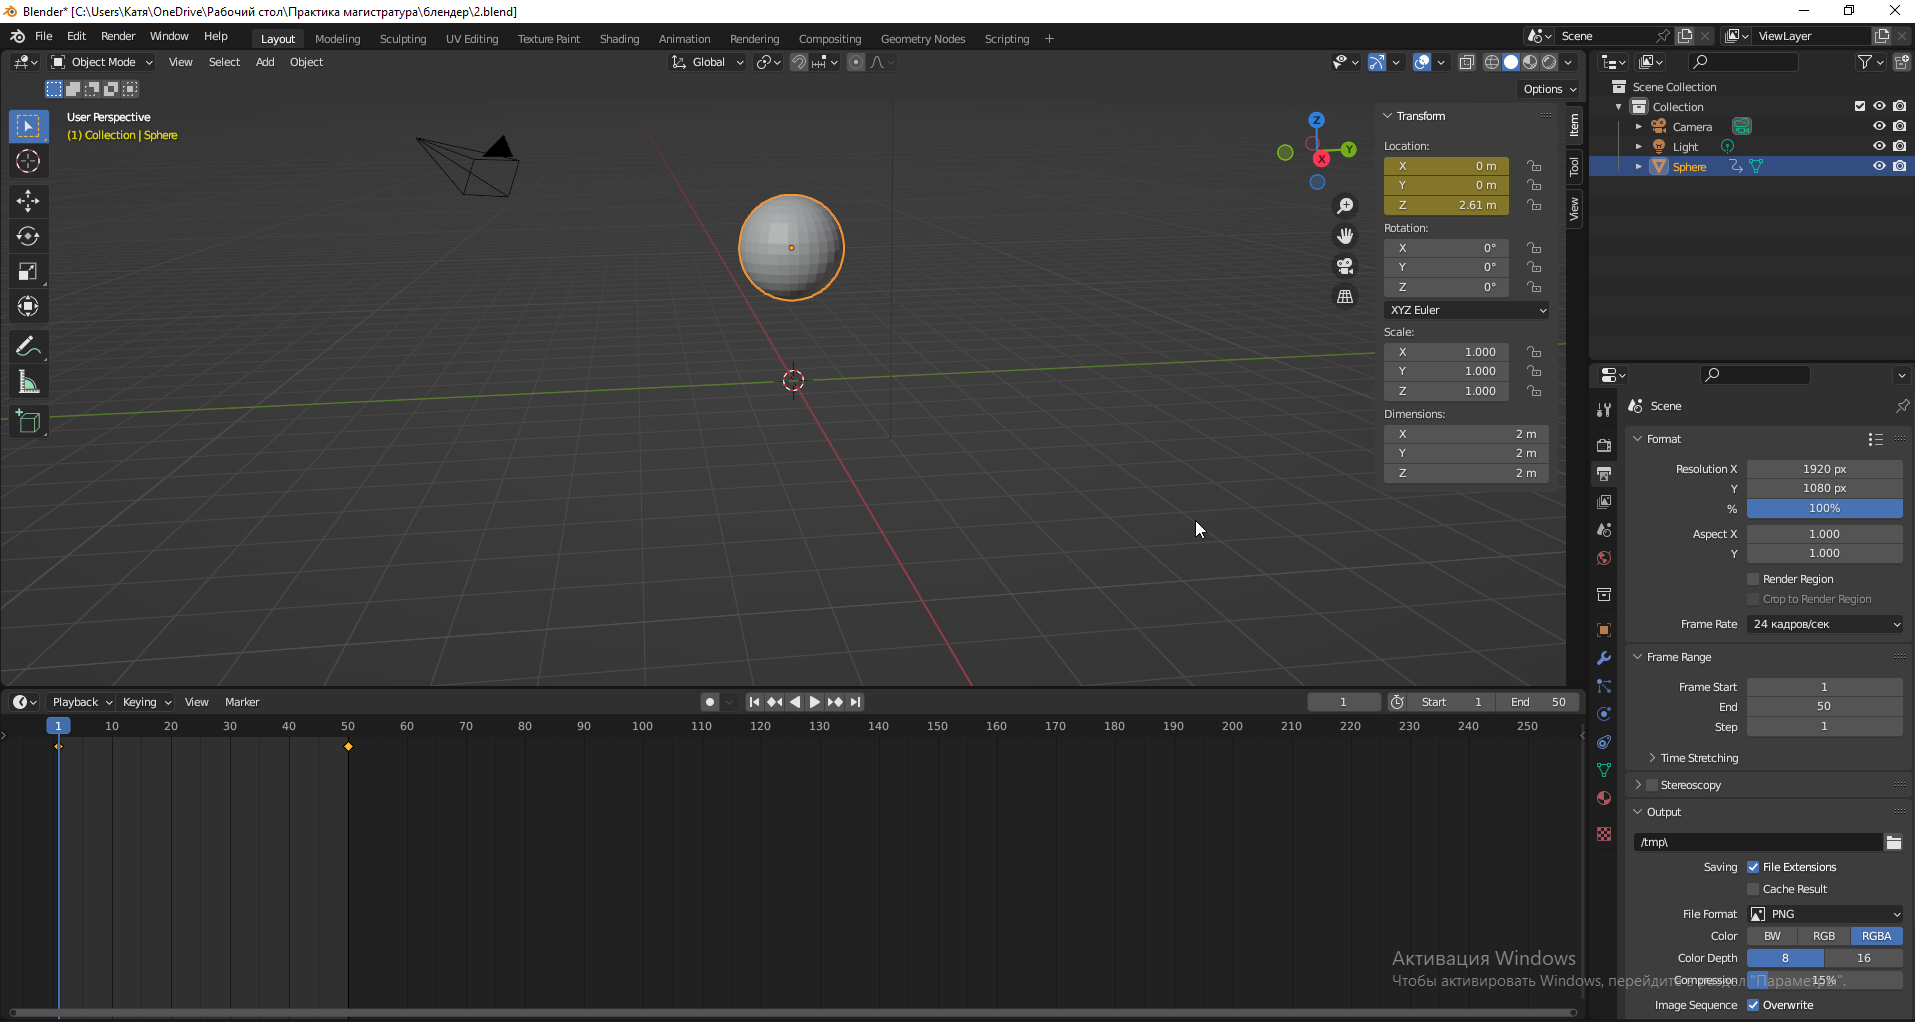 Blender* [C:\Users\Катя\OneDrive\Рабочий стол\Практика магистратура\блендер\2.blend]
File Edit Render Window Help Layout Modeling Sculpting UV Editing Texture Paint Shading Animation Rendering Compositing Geometry Nodes Scripting + Scene ViewLayer
Object Mode View Select Add Object Global
Options
User Perspective
(1) Collection | Sphere
Z
Y
X
Transform
Location:
X 0 m
Y 0 m
Z 2.61 m
Rotation:
X 0°
Y 0°
Z 0°
XYZ Euler
Scale:
X 1.000
Y 1.000
Z 1.000
Dimensions:
X 2 m
Y 2 m
Z 2 m
Item
Tool
View
Scene Collection
Collection
Camera
Light
Sphere
Scene
Format
Resolution X 1920 px
Y 1080 px
% 100%
Aspect X 1.000
Y 1.000
Render Region
Crop to Render Region
Frame Rate 24 кадров/сек
Frame Range
Frame Start 1
End 50
Step 1
Time Stretching
Stereoscopy
Output
/tmp\
Saving File Extensions
Cache Result
File Format PNG
Color BW RGB RGBA
Color Depth 8 16
Compression 15%
Image Sequence Overwrite
Playback Keying View Marker 1 Start 1 End 50
1 10 20 30 40 50 60 70 80 90 100 110 120 130 140 150 160 170 180 190 200 210 220 230 240 250
Активация Windows
Чтобы активировать Windows, перейдите в раздел "Параметры".